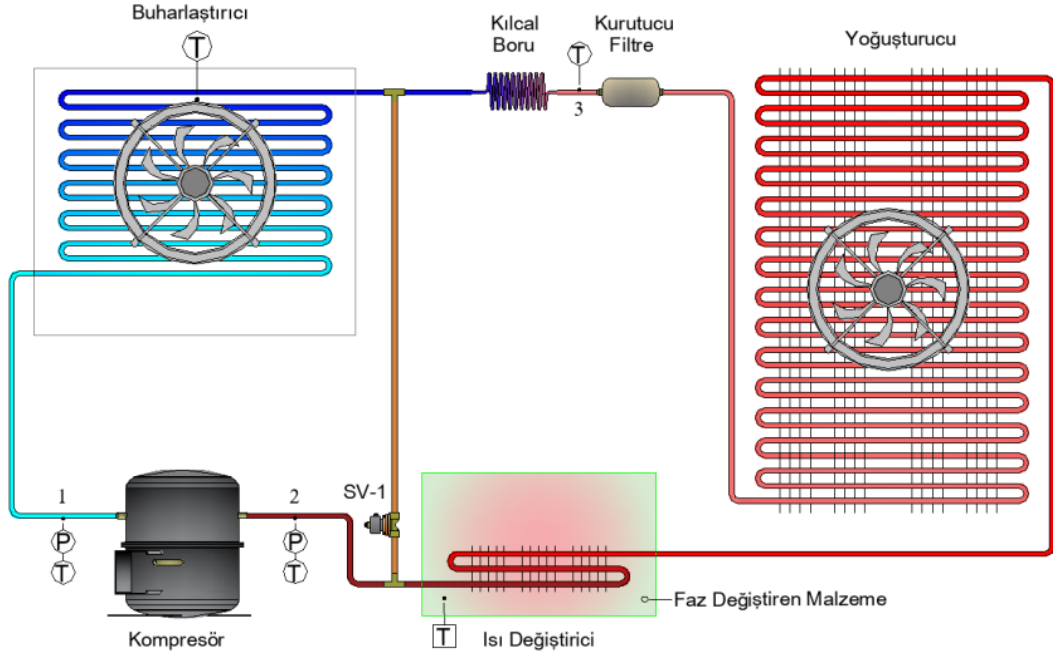 Buharlaştırıcı
T
Kılcal
Boru
T
3
Kurutucu
Filtre
Yoğuşturucu
1
P
T
2
P
T
SV-1
Kompresör
T
Isı Değiştirici
Faz Değiştiren Malzeme